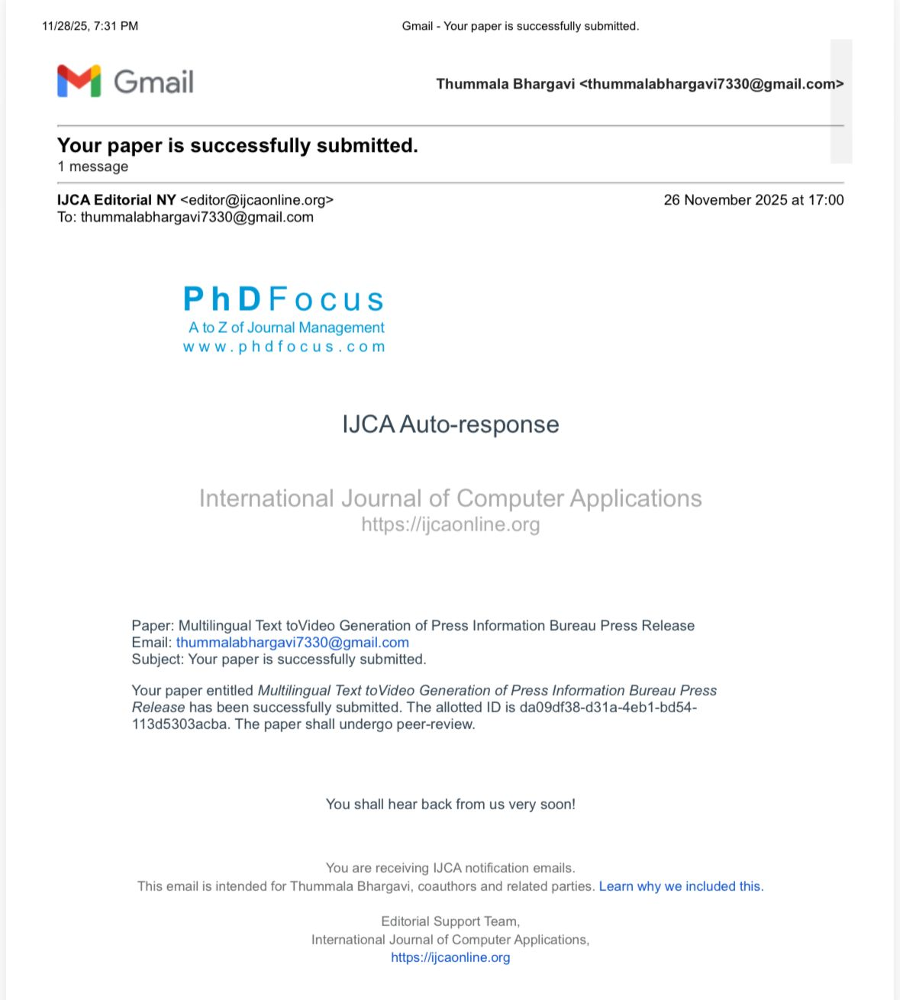 11/28/25, 7:31 PM
Gmail - Your paper is successfully submitted.
Gmail
Thummala Bhargavi <thummalabhargavi7330@gmail.com>
Your paper is successfully submitted.
1 message
IJCA Editorial NY <editor@ijcaonline.org>
26 November 2025 at 17:00
To: thummalabhargavi7330@gmail.com
PhDFocus
A to Z of Journal Management
www.phdfocus.com
IJCA Auto-response
International Journal of Computer Applications
https://ijcaonline.org
Paper: Multilingual Text toVideo Generation of Press Information Bureau Press Release
Email: thummalabhargavi7330@gmail.com
Subject: Your paper is successfully submitted.
Your paper entitled Multilingual Text toVideo Generation of Press Information Bureau Press
Release has been successfully submitted. The allotted ID is da09df38-d31a-4eb1-bd54-
113d5303acba. The paper shall undergo peer-review.
You shall hear back from us very soon!
You are receiving IJCA notification emails.
This email is intended for Thummala Bhargavi, coauthors and related parties. Learn why we included this.
Editorial Support Team,
International Journal of Computer Applications,
https://ijcaonline.org